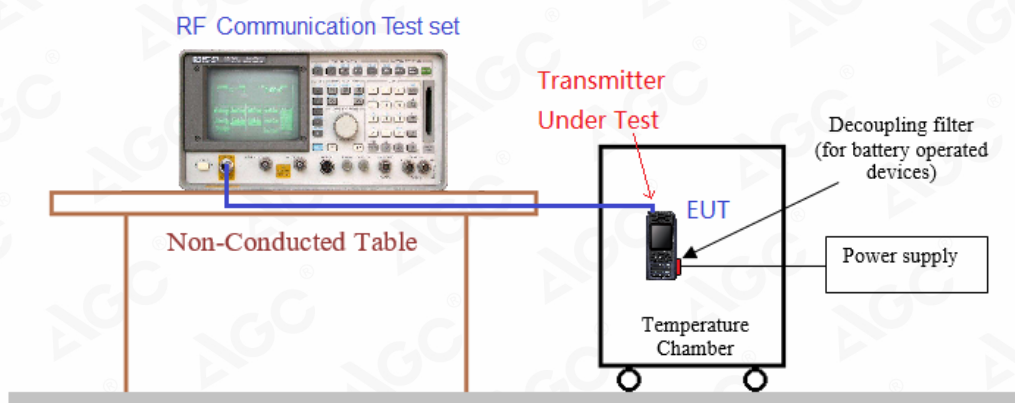 RF Communication Test set
Transmitter
Under Test
Decoupling filter
(for battery operated
devices)
EUT
Non-Conducted Table
Power supply
Temperature
Chamber
AGC